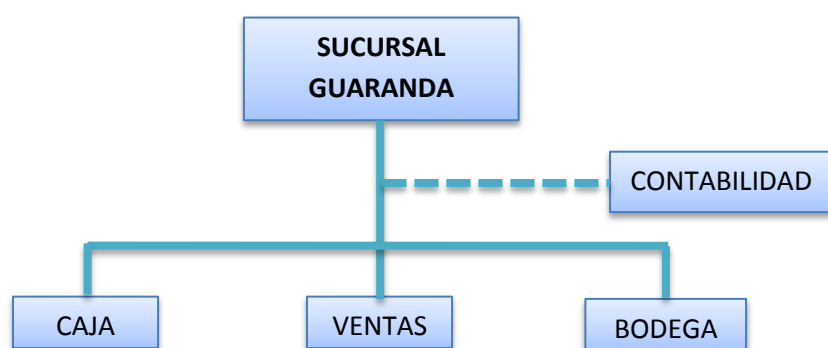 SUCURSAL
GUARANDA
CONTABILIDAD
CAJA
VENTAS
BODEGA